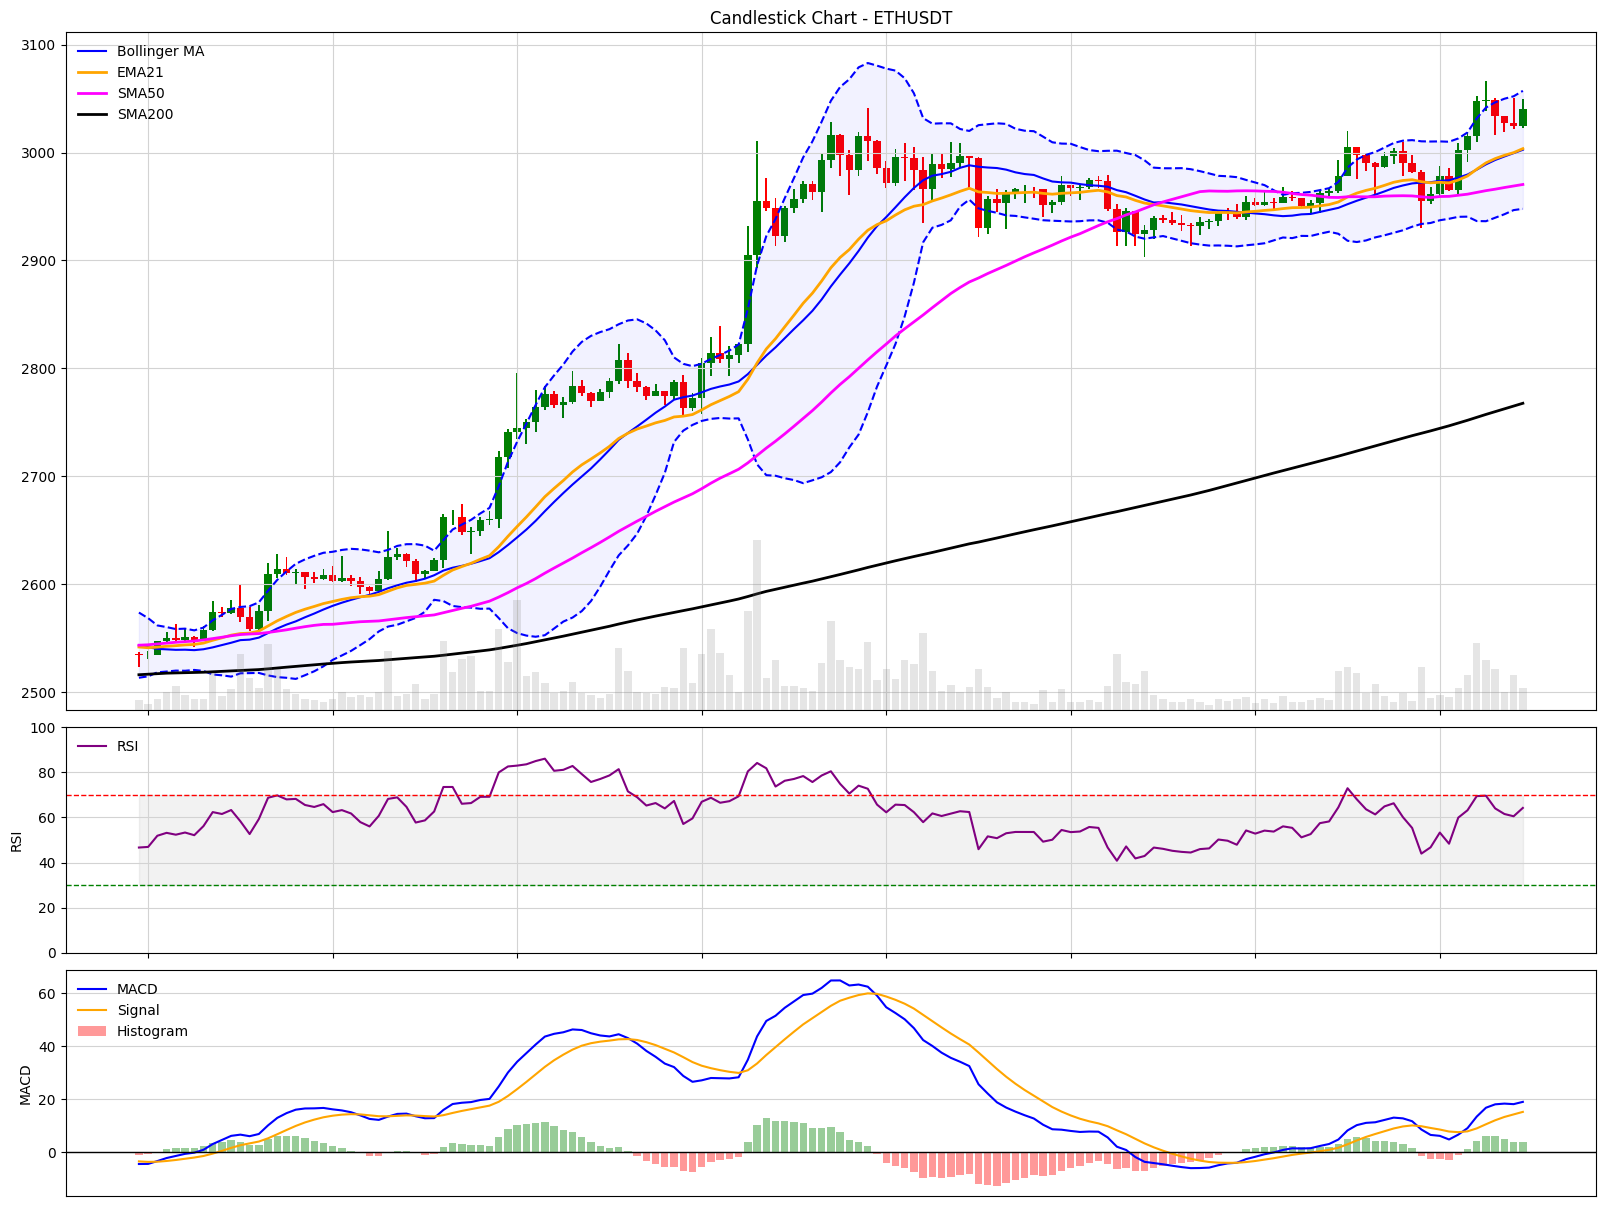 Candlestick Chart - ETHUSDT
3100
3000
2900
2800
2700
2600
2500
Bollinger MA
EMA21
SMA50
SMA200
100
80
60
40
20
0
RSI
RSI
60
40
20
0
MACD
MACD
Signal
Histogram